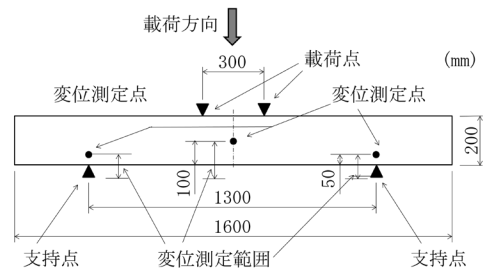 載荷方向
300
載荷点
(mm)
変位測定点
変位測定点
200
100
50
1300
1600
支持点
変位測定範囲
支持点